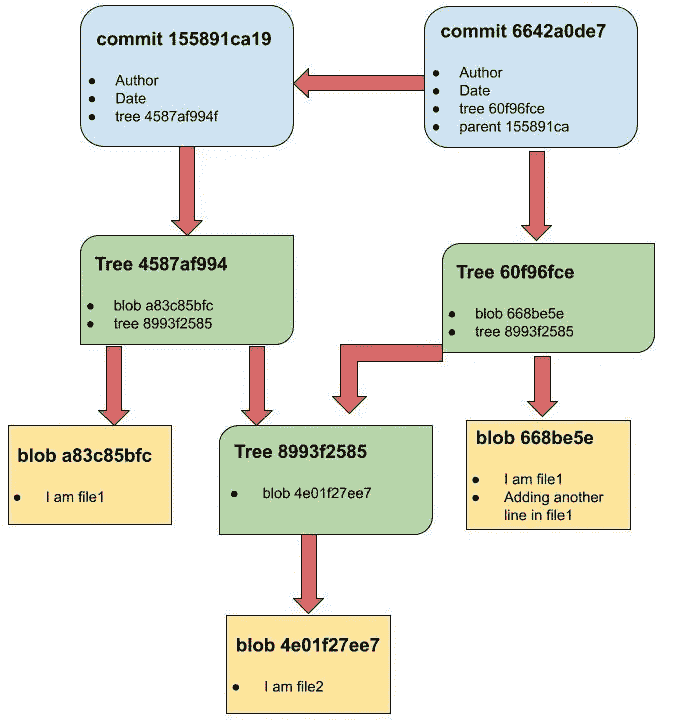 commit 155891ca19
● Author
● Date
● tree 4587af994f
commit 6642a0de7
● Author
● Date
● tree 60f96fce
● parent 155891ca
Tree 4587af994
● blob a83c85bfc
● tree 8993f2585
Tree 60f96fce
● blob 668be5e
● tree 8993f2585
blob a83c85bfc
● I am file1
Tree 8993f2585
● blob 4e01f27ee7
blob 668be5e
● I am file1
● Adding another
line in file1
blob 4e01f27ee7
● I am file2